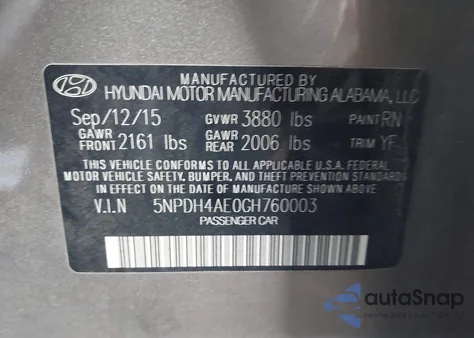 MANUFACTURED BY
HYUNDAI MOTOR MANUFACTURING ALABAMA, LLC
Sep/12/15 GVWR 3880 lbs PAINT RN
GAWR FRONT 2161 lbs GAWR REAR 2006 lbs TRIM YF
THIS VEHICLE CONFORMS TO ALL APPLICABLE U.S.A. FEDERAL
MOTOR VEHICLE SAFETY, BUMPER, AND THEFT PREVENTION STANDARDS
IN EFFECT ON THE DATE OF MANUFACTURE SHOWN ABOVE.
V.I.N 5NPDH4AE0GH760003
PASSENGER CAR
autoSnap